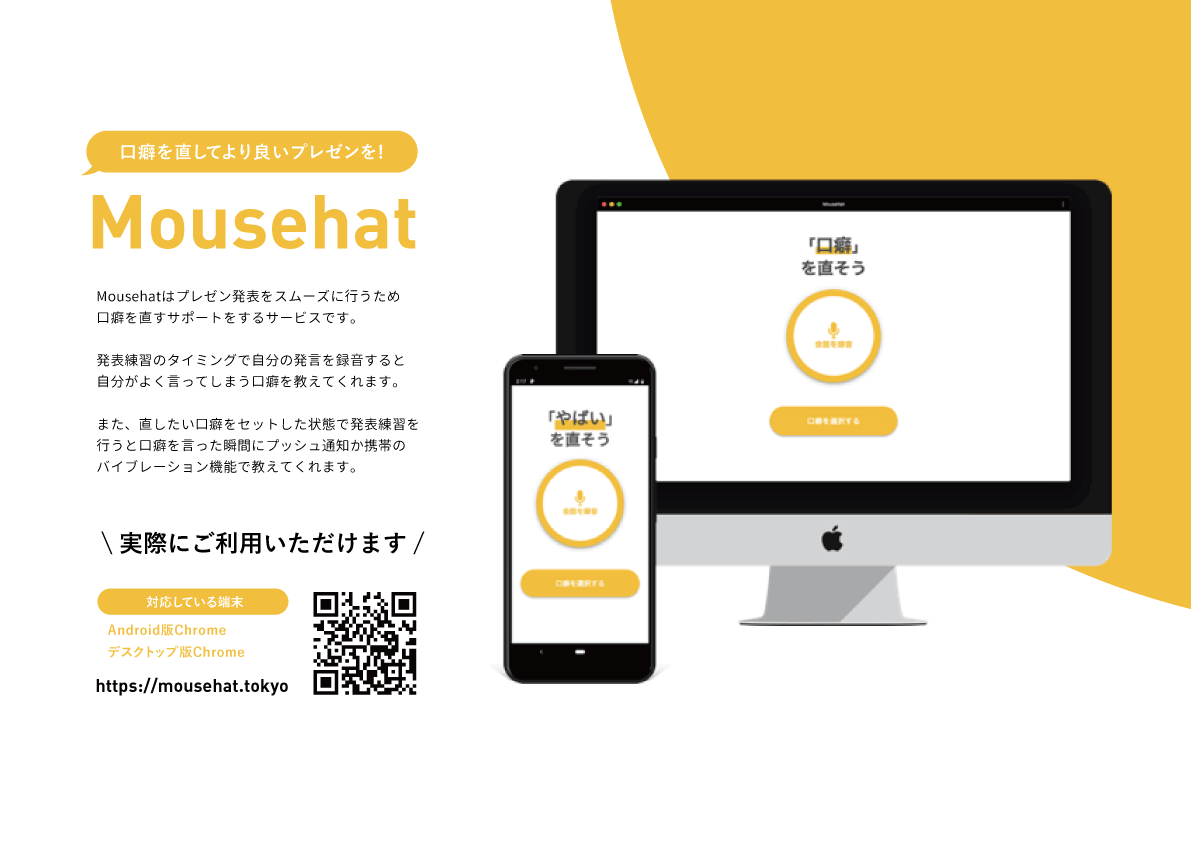 口癖を直してより良いプレゼンを!
Mousehat
Mousehatはプレゼン発表をスムーズに行うため
口癖を直すサポートをするサービスです。
発表練習のタイミングで自分の発言を録音すると
自分がよく言ってしまう口癖を教えてくれます。
また、直したい口癖をセットした状態で発表練習を
行うと口癖を言った瞬間にプッシュ通知か携帯の
バイブレーション機能で教えてくれます。
\ 実際にご利用いただけます /
対応している端末
Android版Chrome
デスクトップ版Chrome
https://mousehat.tokyo
Mousehat
「口癖」
を直そう
会話を録音
口癖を選択する
「やばい」
を直そう
会話を録音
口癖を選択する